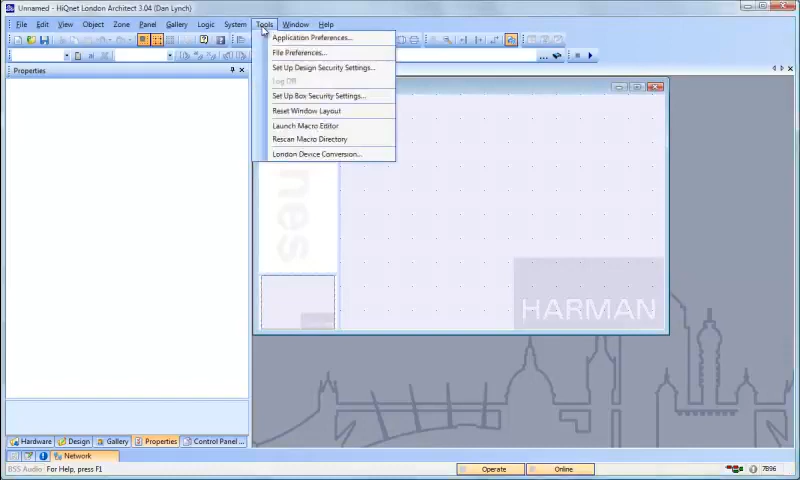 Unnamed - HiQnet London Architect 3.04 (Dan Lynch)
File Edit View Object Zone Panel Gallery Logic System Tools Window Help
Application Preferences...
File Preferences...
Set Up Design Security Settings...
Log Off
Set Up Box Security Settings...
Reset Window Layout
Launch Macro Editor
Rescan Macro Directory
London Device Conversion...
Properties
nes
HARMAN
Hardware Design Gallery Properties Control Panel ...
Network
BSS Audio For Help, press F1 Operate Online 7896